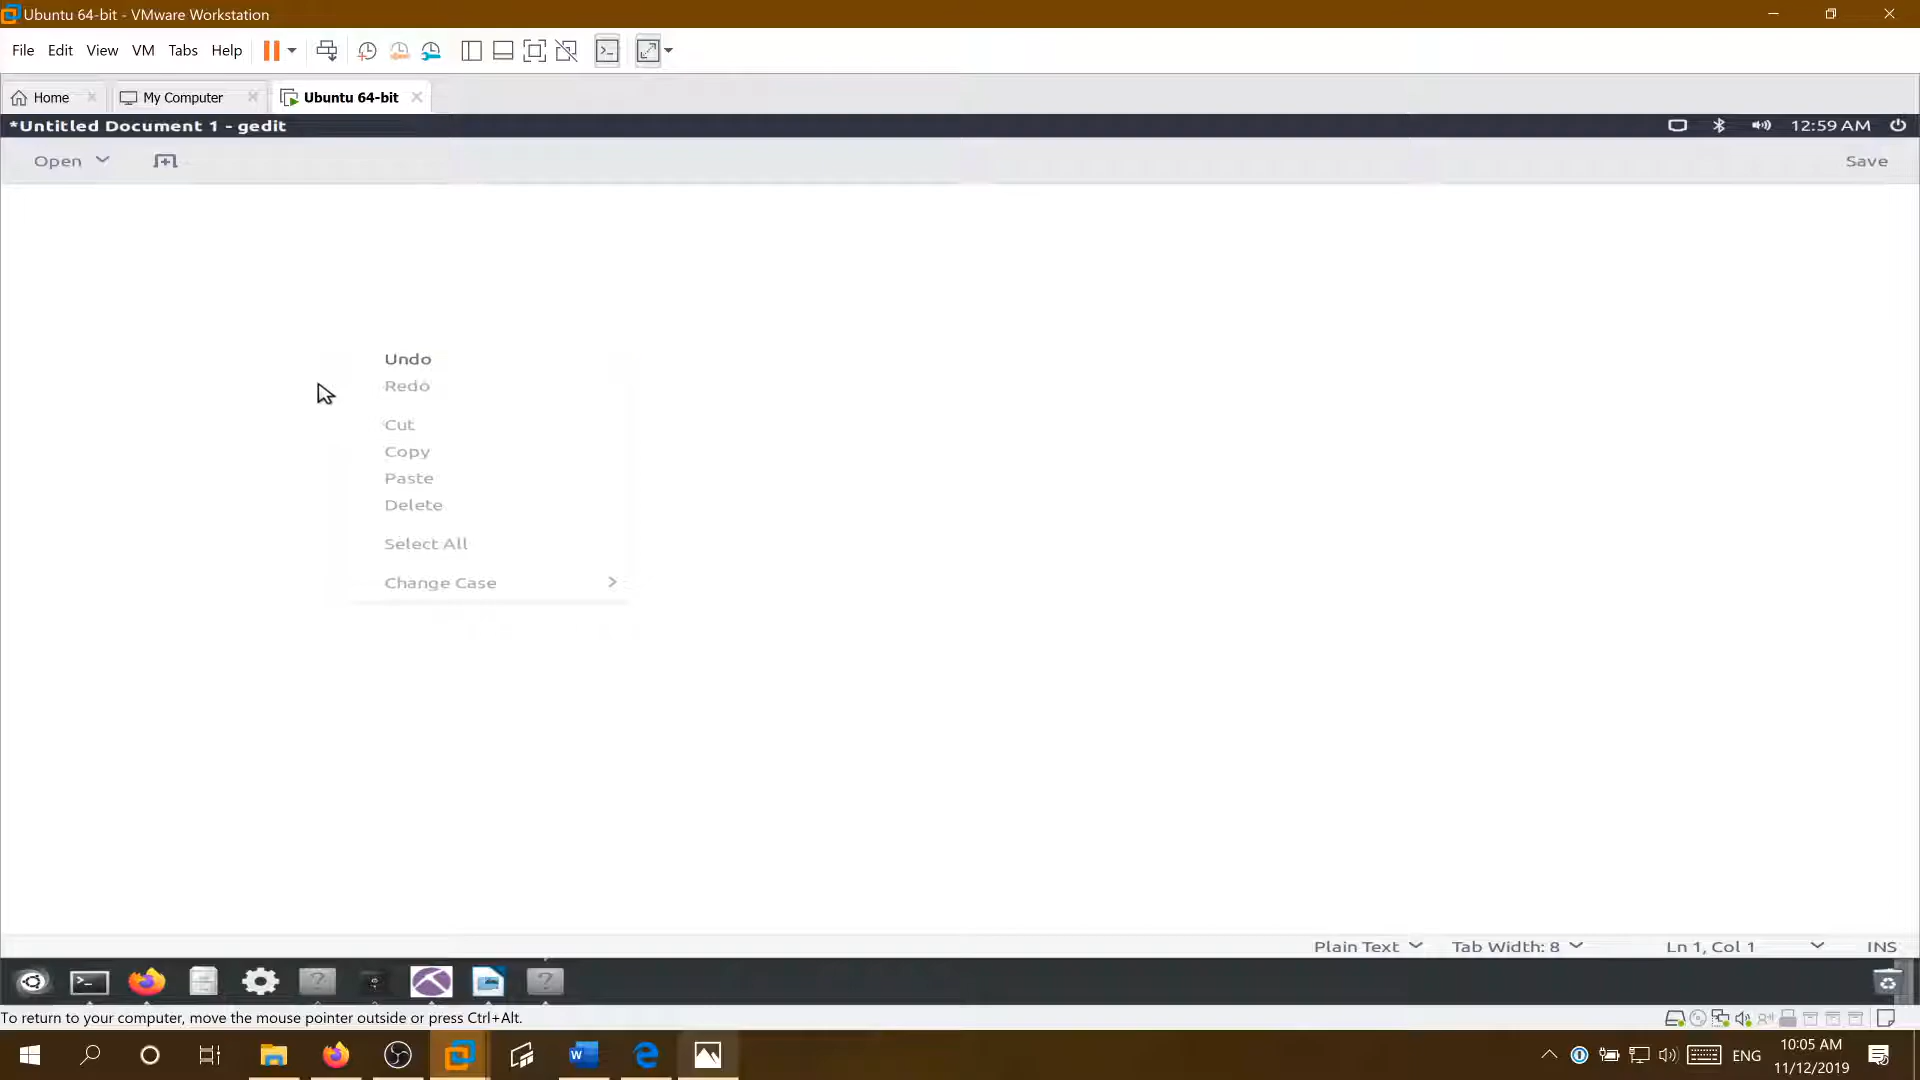 Ubuntu 64-bit - VMware Workstation
File Edit View VM Tabs Help
Home My Computer Ubuntu 64-bit
*Untitled Document 1 - gedit 12:59 AM
Open Save
Undo
Redo
Cut
Copy
Paste
Delete
Select All
Change Case
Plain Text Tab Width: 8 Ln 1, Col 1 INS
To return to your computer, move the mouse pointer outside or press Ctrl+Alt.
ENG 10:05 AM
11/12/2019